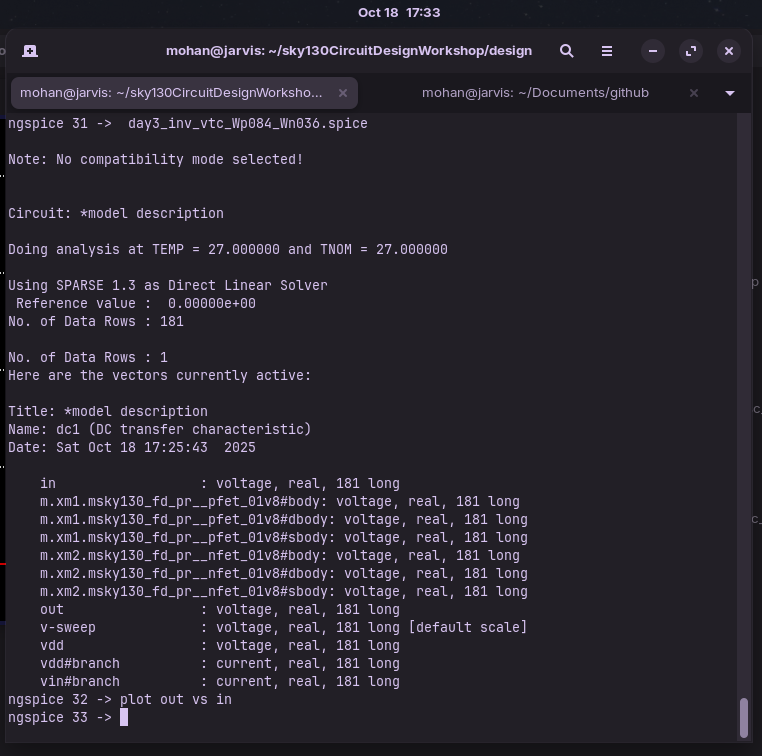 Oct 18 17:33
mohan@jarvis: ~/sky130CircuitDesignWorkshop/design
mohan@jarvis: ~/sky130CircuitDesignWorksho...
mohan@jarvis: ~/Documents/github
ngspice 31 ->  day3_inv_vtc_Wp084_Wn036.spice
Note: No compatibility mode selected!
Circuit: *model description
Doing analysis at TEMP = 27.000000 and TNOM = 27.000000
Using SPARSE 1.3 as Direct Linear Solver
 Reference value :  0.00000e+00
No. of Data Rows : 181
No. of Data Rows : 1
Here are the vectors currently active:
Title: *model description
Name: dc1 (DC transfer characteristic)
Date: Sat Oct 18 17:25:43  2025
    in                  : voltage, real, 181 long
    m.xm1.msky130_fd_pr__pfet_01v8#body: voltage, real, 181 long
    m.xm1.msky130_fd_pr__pfet_01v8#dbody: voltage, real, 181 long
    m.xm1.msky130_fd_pr__pfet_01v8#sbody: voltage, real, 181 long
    m.xm2.msky130_fd_pr__nfet_01v8#body: voltage, real, 181 long
    m.xm2.msky130_fd_pr__nfet_01v8#dbody: voltage, real, 181 long
    m.xm2.msky130_fd_pr__nfet_01v8#sbody: voltage, real, 181 long
    out                 : voltage, real, 181 long
    v-sweep             : voltage, real, 181 long [default scale]
    vdd                 : voltage, real, 181 long
    vdd#branch          : current, real, 181 long
    vin#branch          : current, real, 181 long
ngspice 32 -> plot out vs in
ngspice 33 ->